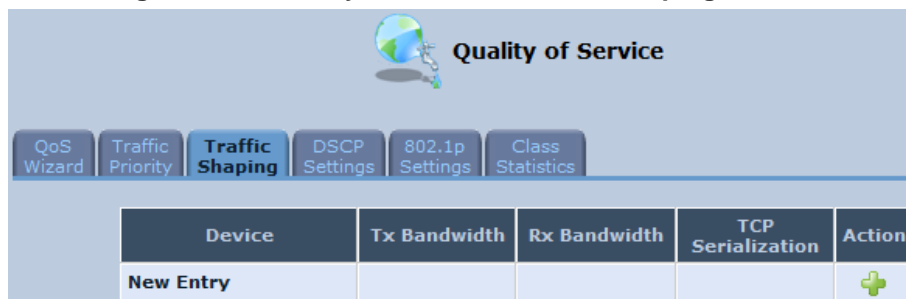 Quality of Service
QoS Wizard Traffic Priority Traffic Shaping DSCP Settings 802.1p Settings Class Statistics
Device Tx Bandwidth Rx Bandwidth TCP Serialization Action
New Entry